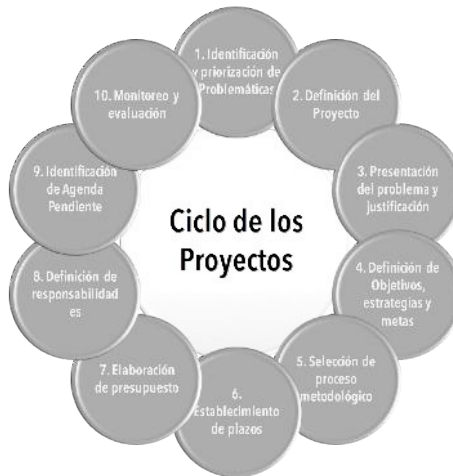 1. Identificación
y priorización de
Problemáticas
2. Definición del
Proyecto
3. Presentación
del problema y
justificación
4. Definición de
Objetivos,
estrategias y
metas
5. Selección de
proceso
metodológico
6.
Establecimiento
de plazos
7. Elaboración
de presupuesto
8. Definición de
responsabilidad
es
9. Identificación
de Agenda
Pendiente
10. Monitoreo y
evaluación
Ciclo de los
Proyectos